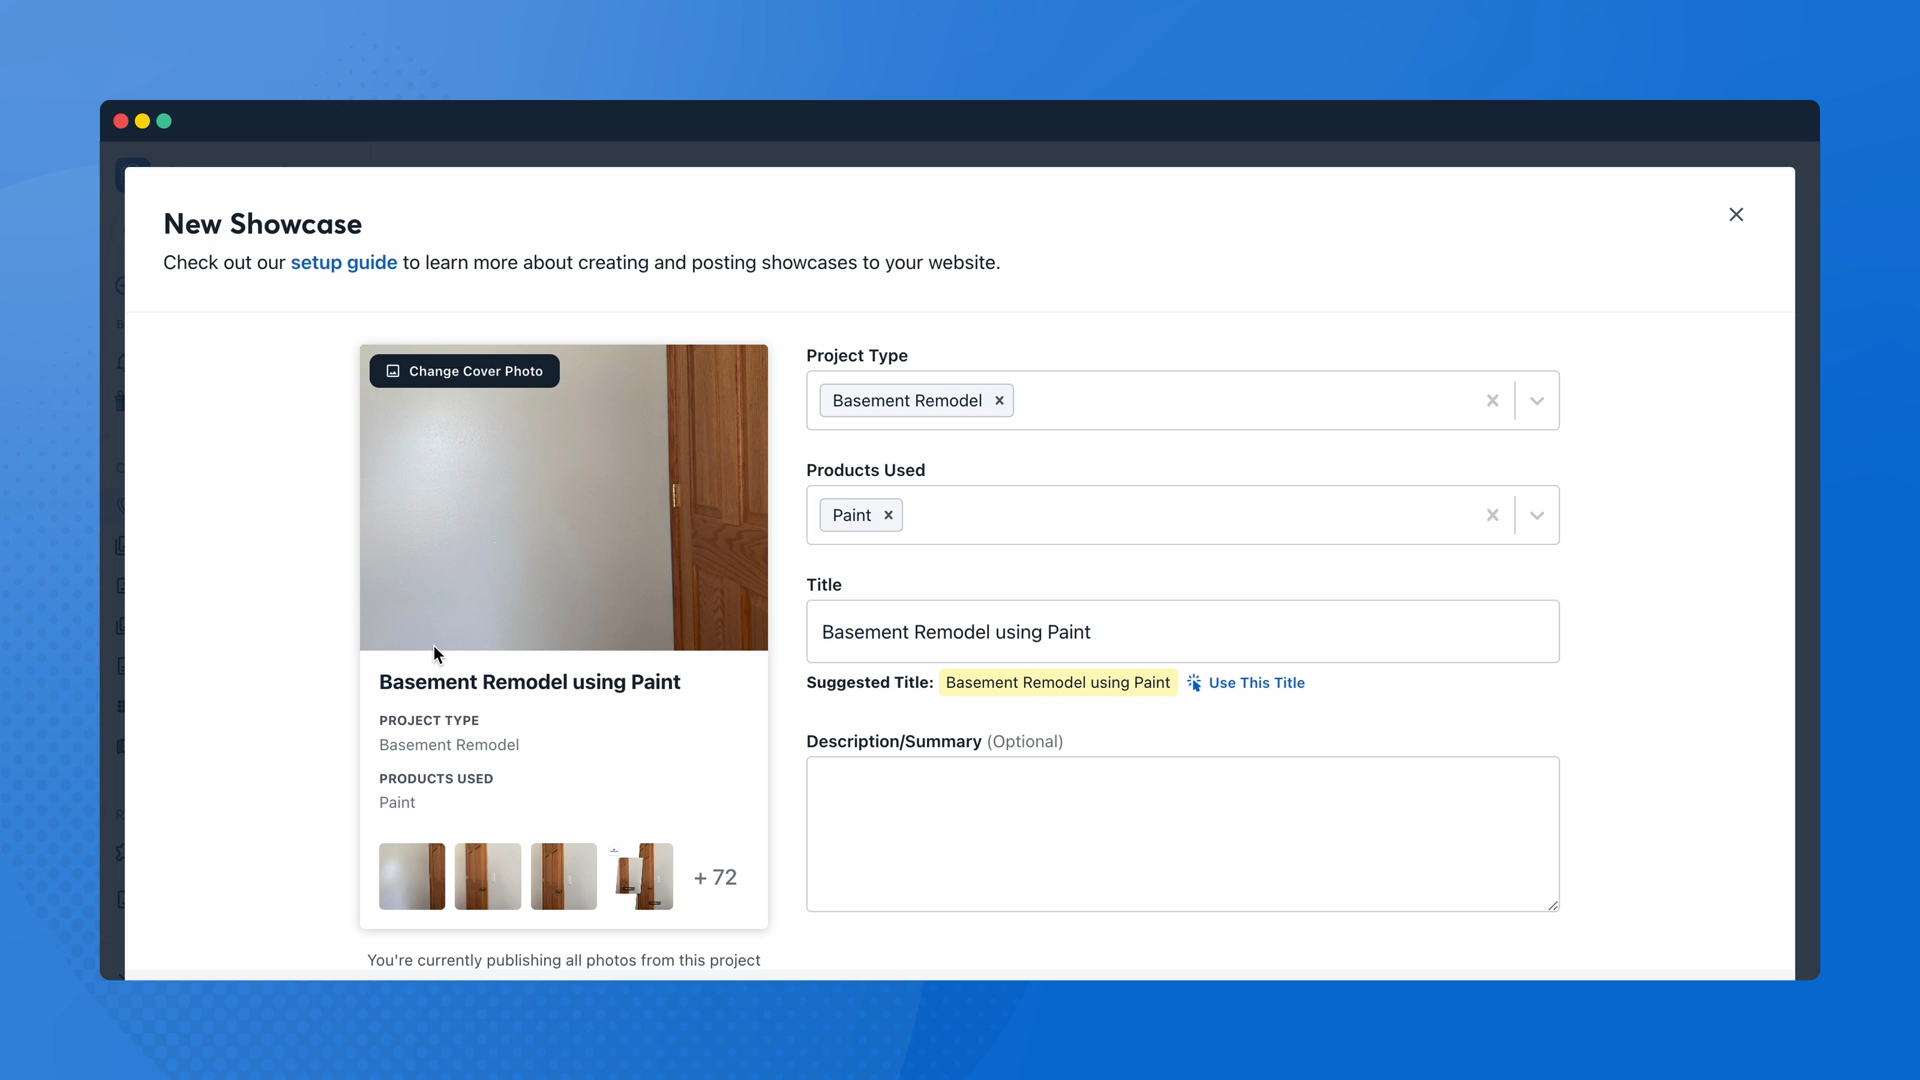 New Showcase
Check out our setup guide to learn more about creating and posting showcases to your website.
Change Cover Photo
Basement Remodel using Paint
PROJECT TYPE
Basement Remodel
PRODUCTS USED
Paint
+ 72
You're currently publishing all photos from this project
Project Type
Basement Remodel
Products Used
Paint
Title
Basement Remodel using Paint
Suggested Title: Basement Remodel using Paint Use This Title
Description/Summary (Optional)